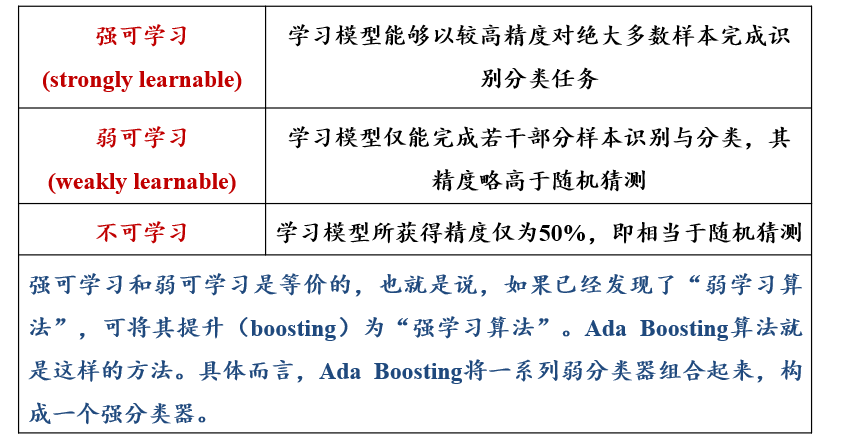 强可学习
(strongly learnable)
学习模型能够以较高精度对绝大多数样本完成识
别分类任务
弱可学习
(weakly learnable)
学习模型仅能完成若干部分样本识别与分类，其
精度略高于随机猜测
不可学习
学习模型所获得精度仅为50%，即相当于随机猜测
强可学习和弱可学习是等价的，也就是说，如果已经发现了“弱学习算
法”，可将其提升（boosting）为“强学习算法”。Ada Boosting算法就
是这样的方法。具体而言，Ada Boosting将一系列弱分类器组合起来，构
成一个强分类器。